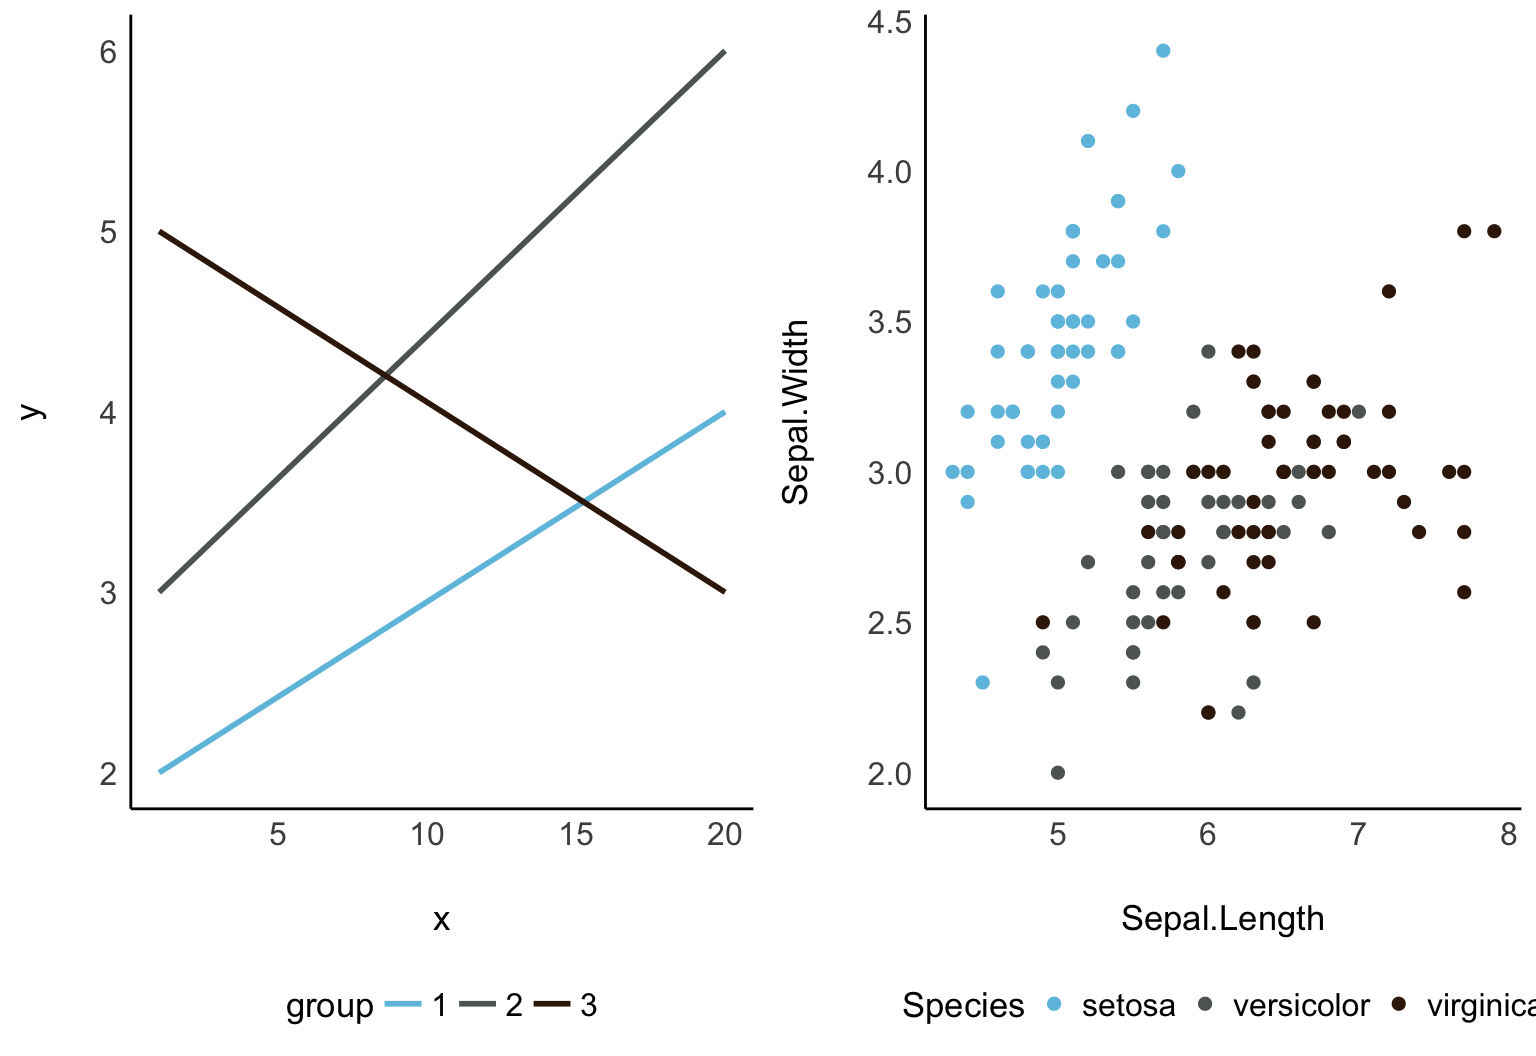 6
5
4
3
2
y
5 10 15 20
x
group 1 2 3
4.5
4.0
3.5
3.0
2.5
2.0
Sepal.Width
5 6 7 8
Sepal.Length
Species setosa versicolor virginica